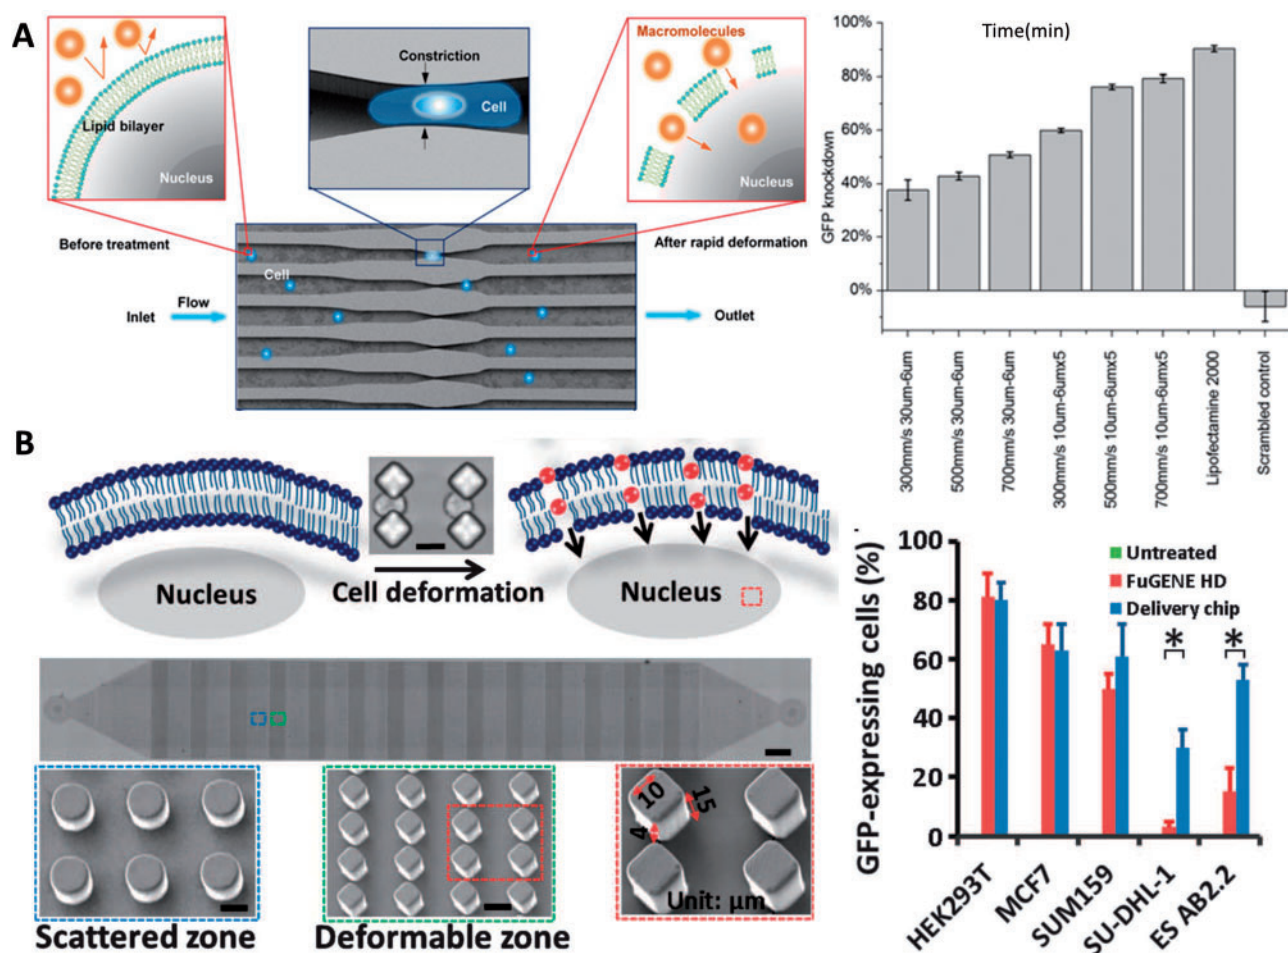 A
Lipid bilayer
Nucleus
Before treatment
Constriction
Cell
Macromolecules
Nucleus
After rapid deformation
Cell
Flow
Inlet
Outlet
Time(min)
GFP knockdown
100%
80%
60%
40%
20%
0%
300mm/s 30um-6um
500mm/s 30um-6um
700mm/s 30um-6um
300mm/s 10um-6umx5
500mm/s 10um-6umx5
700mm/s 10um-6umx5
Lipofectamine 2000
Scrambled control
B
Nucleus
Cell deformation
Nucleus
10
15
4
Unit: μm
Scattered zone
Deformable zone
GFP-expressing cells (%)
100
80
60
40
20
0
Untreated
FuGENE HD
Delivery chip
*
*
HEK293T
MCF7
SUM159
SU-DHL-1
ES AB2.2